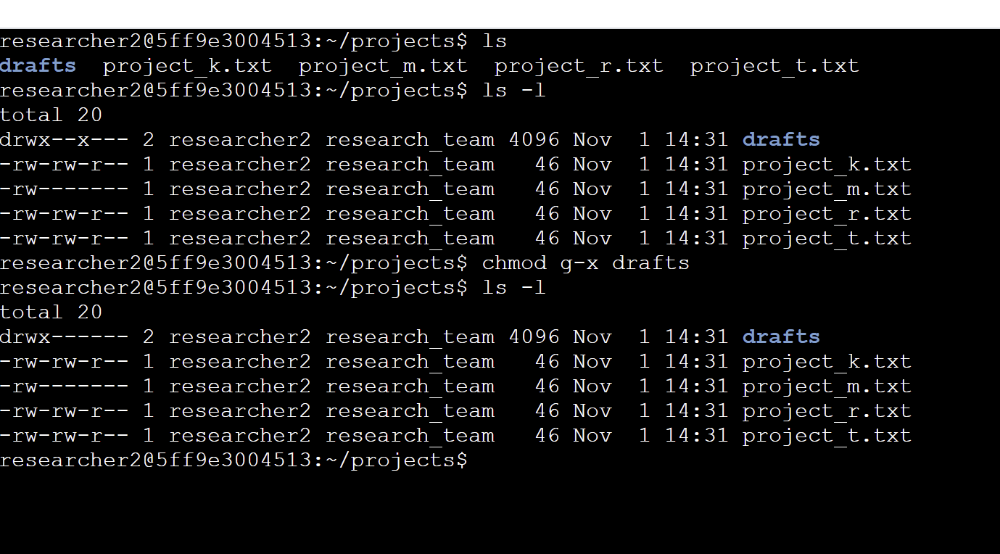 researcher2@5ff9e3004513:~/projects$ ls
drafts  project_k.txt  project_m.txt  project_r.txt  project_t.txt
researcher2@5ff9e3004513:~/projects$ ls -l
total 20
drwx--x--- 2 researcher2 research_team 4096 Nov  1 14:31 drafts
-rw-rw-r-- 1 researcher2 research_team   46 Nov  1 14:31 project_k.txt
-rw------- 1 researcher2 research_team   46 Nov  1 14:31 project_m.txt
-rw-rw-r-- 1 researcher2 research_team   46 Nov  1 14:31 project_r.txt
-rw-rw-r-- 1 researcher2 research_team   46 Nov  1 14:31 project_t.txt
researcher2@5ff9e3004513:~/projects$ chmod g-x drafts
researcher2@5ff9e3004513:~/projects$ ls -l
total 20
drwx------ 2 researcher2 research_team 4096 Nov  1 14:31 drafts
-rw-rw-r-- 1 researcher2 research_team   46 Nov  1 14:31 project_k.txt
-rw------- 1 researcher2 research_team   46 Nov  1 14:31 project_m.txt
-rw-rw-r-- 1 researcher2 research_team   46 Nov  1 14:31 project_r.txt
-rw-rw-r-- 1 researcher2 research_team   46 Nov  1 14:31 project_t.txt
researcher2@5ff9e3004513:~/projects$